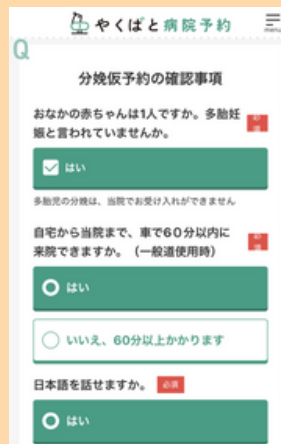 やくばと病院予約
menu
Q
分娩仮予約の確認事項
おなかの赤ちゃんは1人ですか。多胎妊
娠と言われていませんか。
必須
はい
多胎児の分娩は、当院でお受け入れができません
自宅から当院まで、車で60分以内に
来院できますか。（一般道使用時）
必須
はい
いいえ、60分以上かかります
日本語を話せますか。 必須
はい